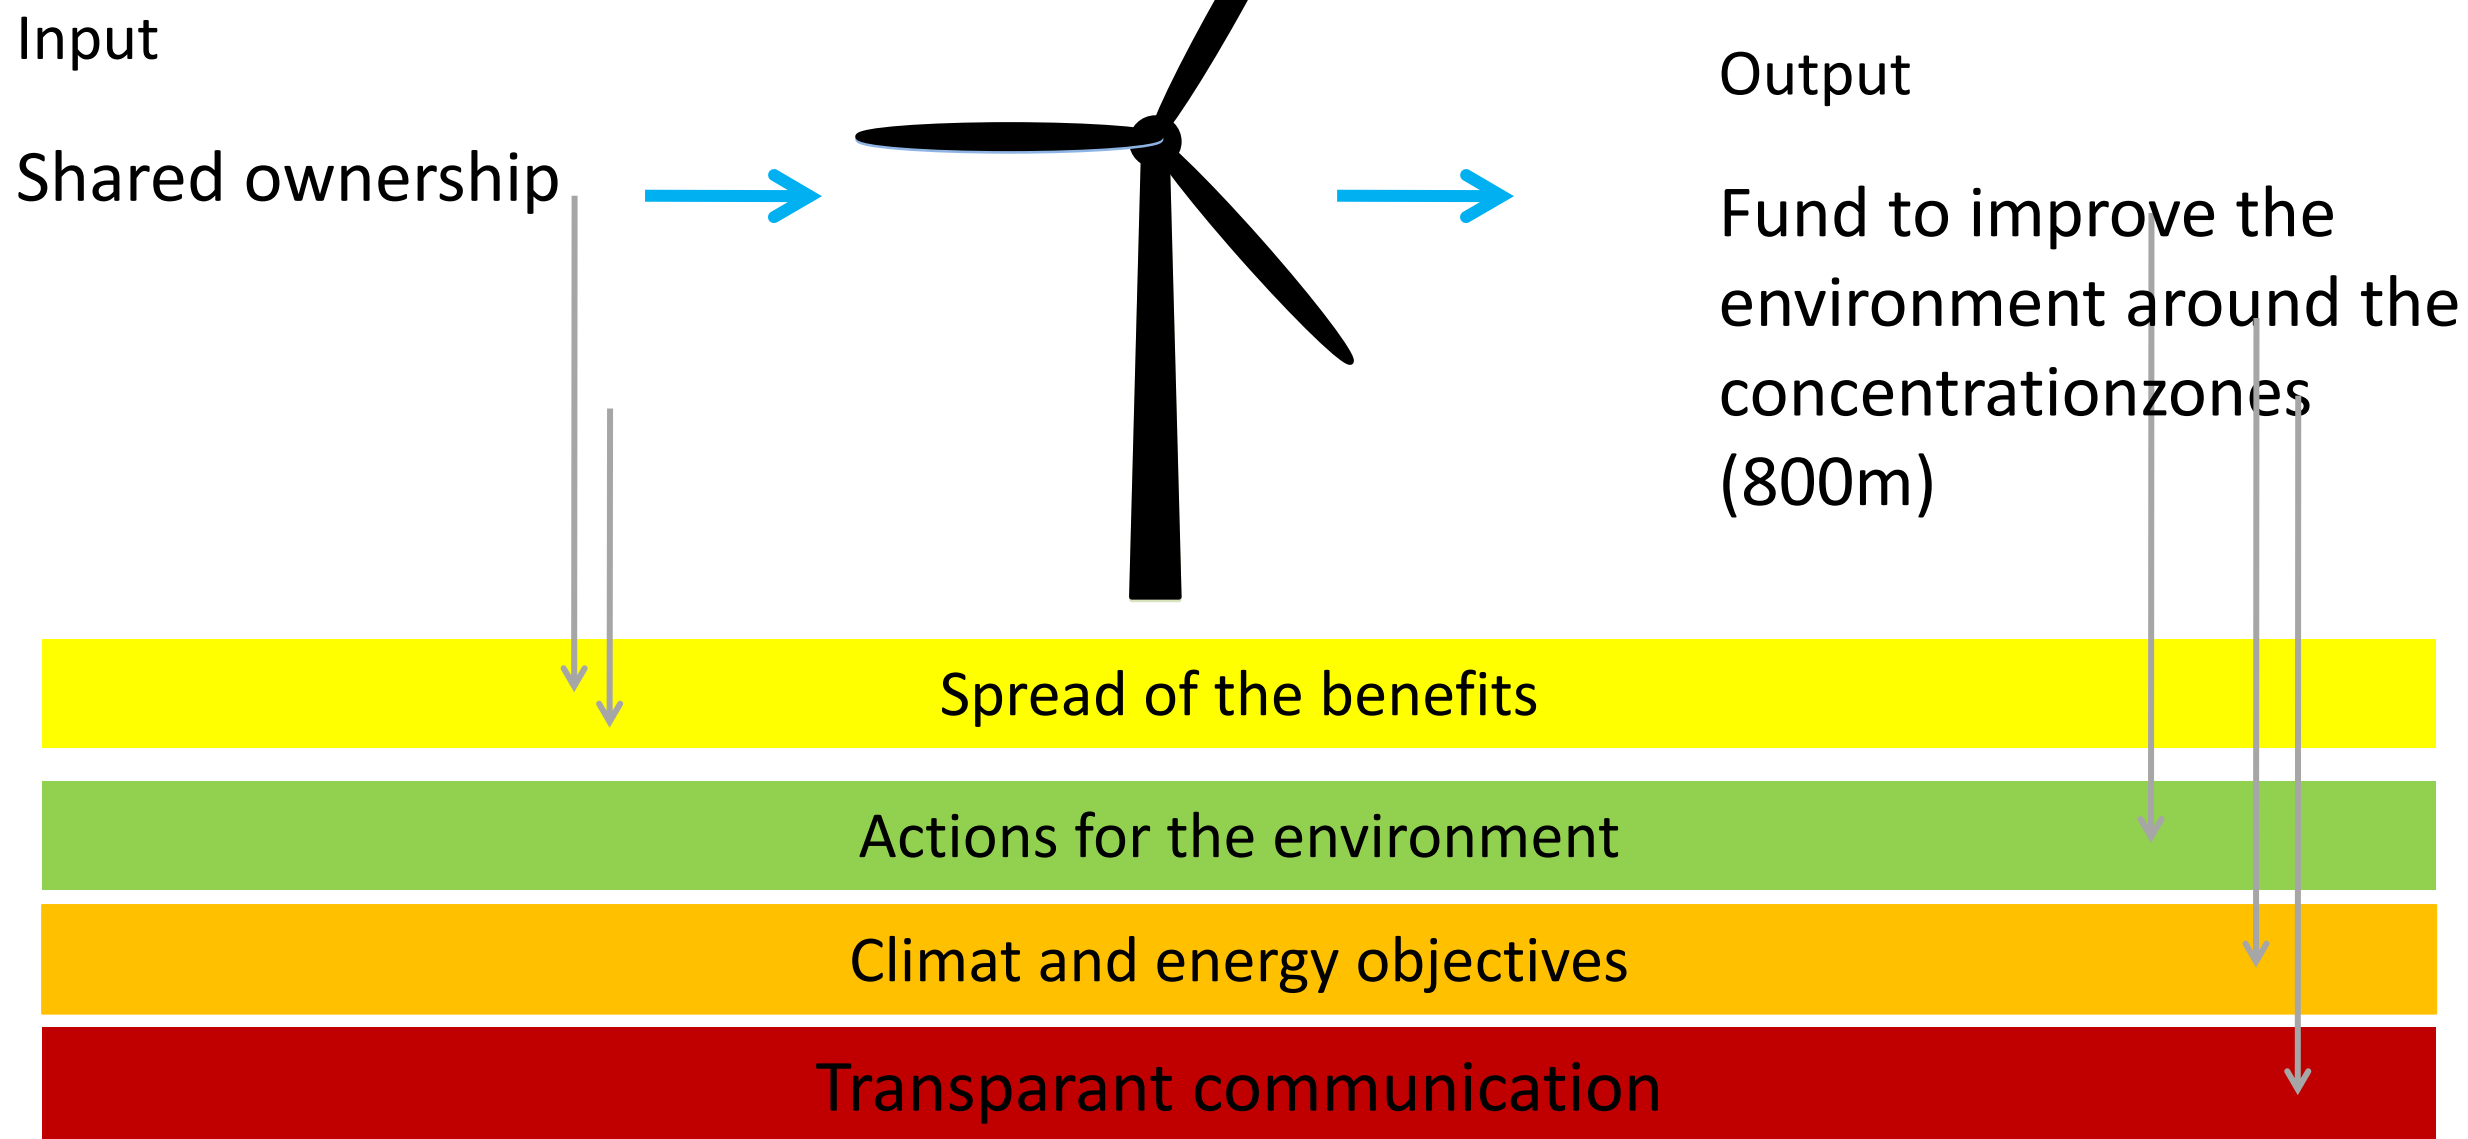 Input
Shared ownership
Output
Fund to improve the
environment around the
concentrationzones
(800m)
Spread of the benefits
Actions for the environment
Climat and energy objectives
Transparant communication